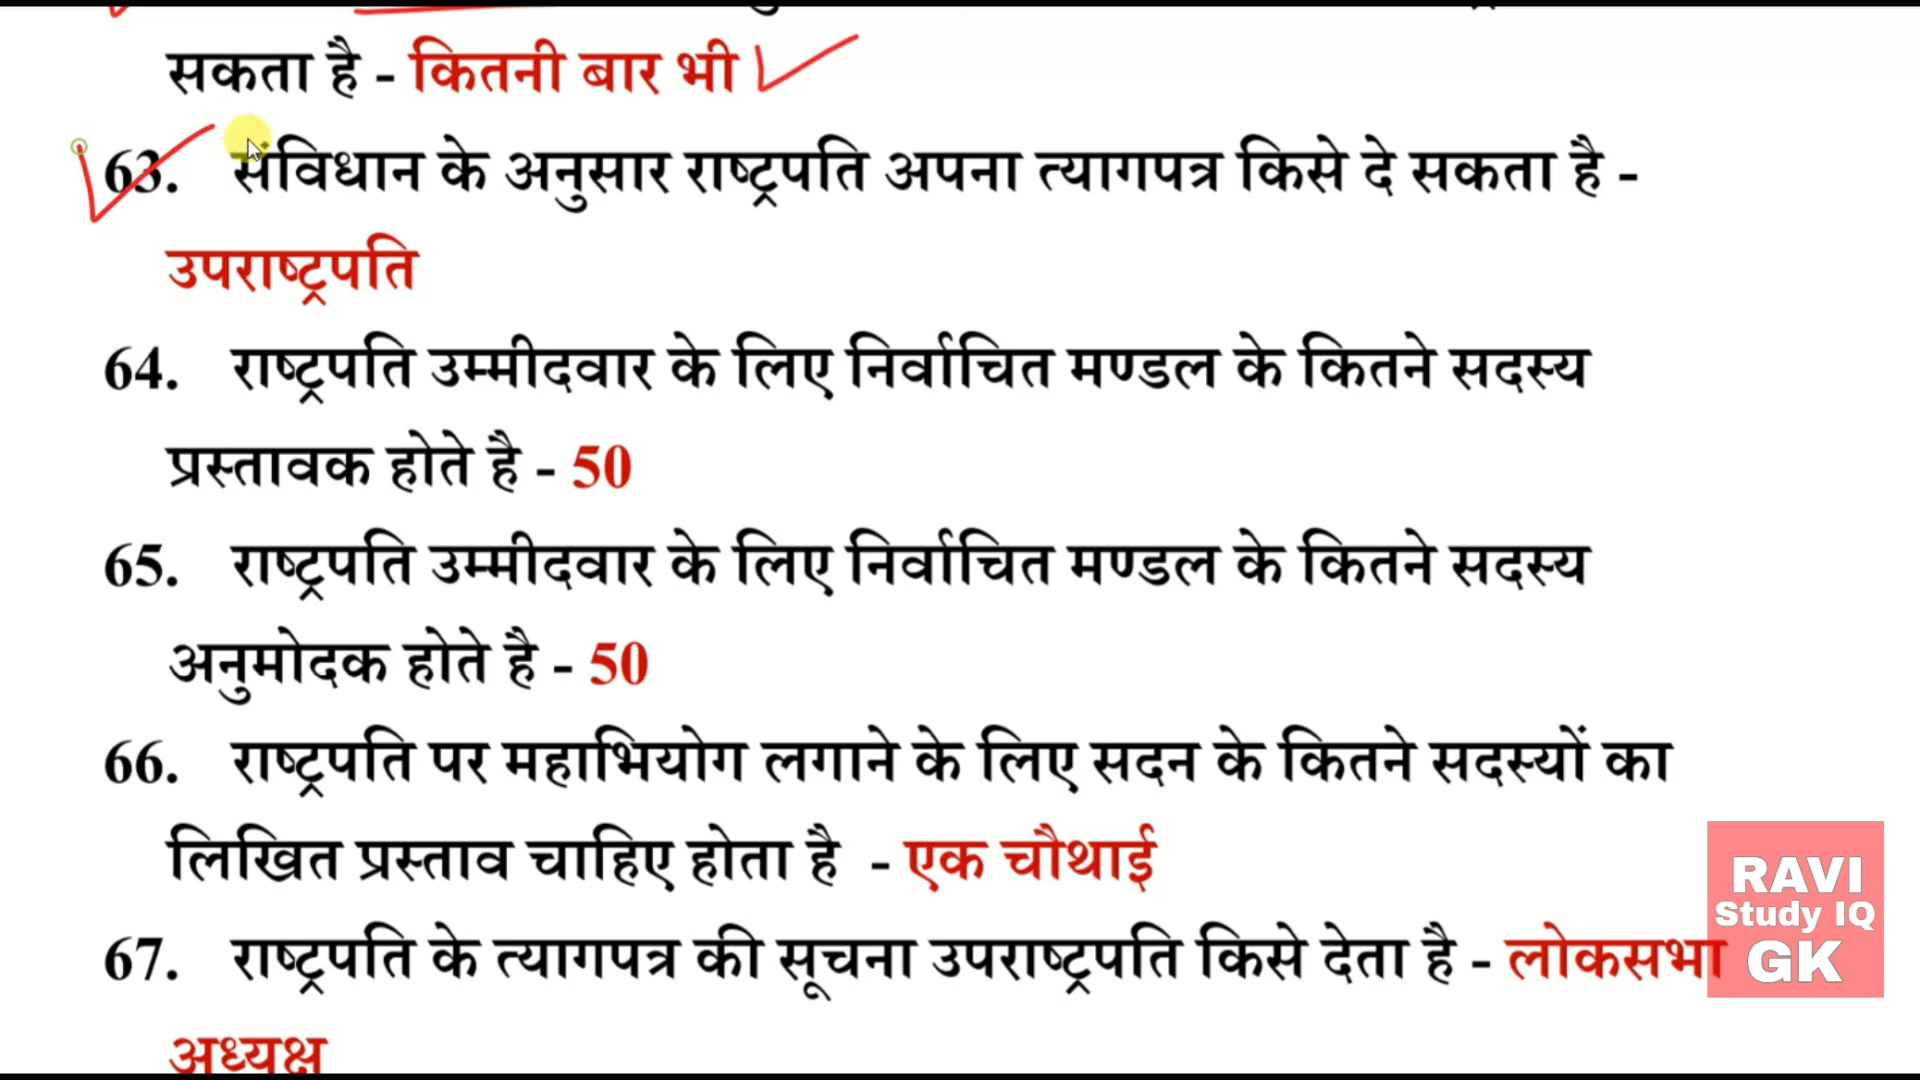 सकता है - कितनी बार भी
63. संविधान के अनुसार राष्ट्रपति अपना त्यागपत्र किसे दे सकता है -
उपराष्ट्रपति
64. राष्ट्रपति उम्मीदवार के लिए निर्वाचित मण्डल के कितने सदस्य
प्रस्तावक होते है - 50
65. राष्ट्रपति उम्मीदवार के लिए निर्वाचित मण्डल के कितने सदस्य
अनुमोदक होते है - 50
66. राष्ट्रपति पर महाभियोग लगाने के लिए सदन के कितने सदस्यों का
लिखित प्रस्ताव चाहिए होता है - एक चौथाई
67. राष्ट्रपति के त्यागपत्र की सूचना उपराष्ट्रपति किसे देता है - लोकसभा
अध्यक्ष
RAVI
Study IQ
GK